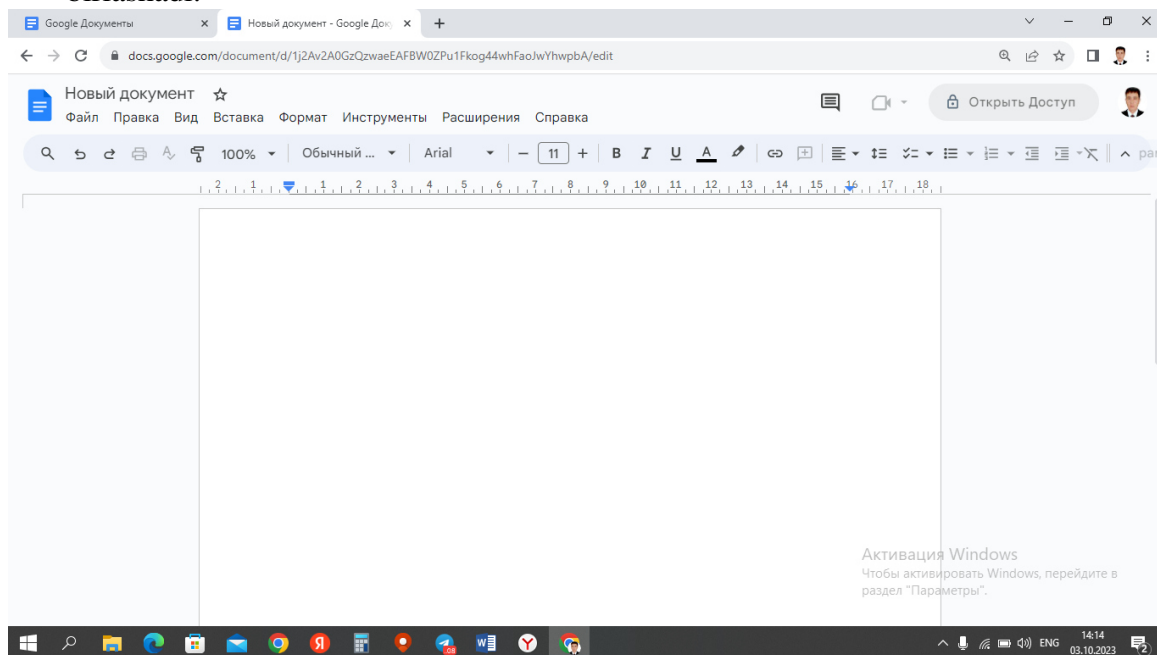 Google Документы
Новый документ - Google Док
docs.google.com/document/d/1j2Av2A0GzQzwaeEAFBW0ZPu1Fkog44whFaoJwYhwpbA/edit
Новый документ
Файл Правка Вид Вставка Формат Инструменты Расширения Справка
Открыть Доступ
100% Обычный ... Arial 11 B I U A
2 1 1 2 3 4 5 6 7 8 9 10 11 12 13 14 15 16 17 18
Активация Windows
Чтобы активировать Windows, перейдите в
раздел "Параметры".
ENG 14:14
03.10.2023